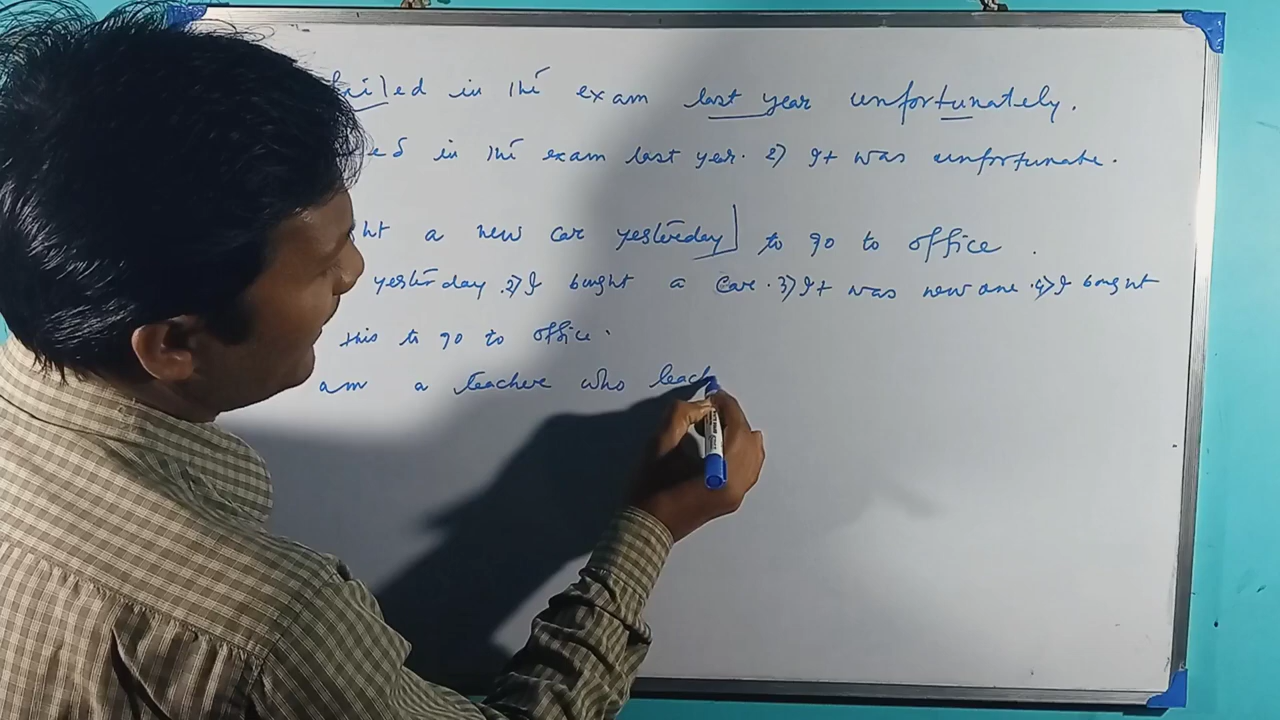 failed in the exam last year unfortunately.
ed in the exam last year. 2) It was unfortunate.
ht a new car yesterday] to go to office.
yesterday. 2) I bought a car. 3) It was new one. 4) I bought
this to go to office.
am a teacher who teach